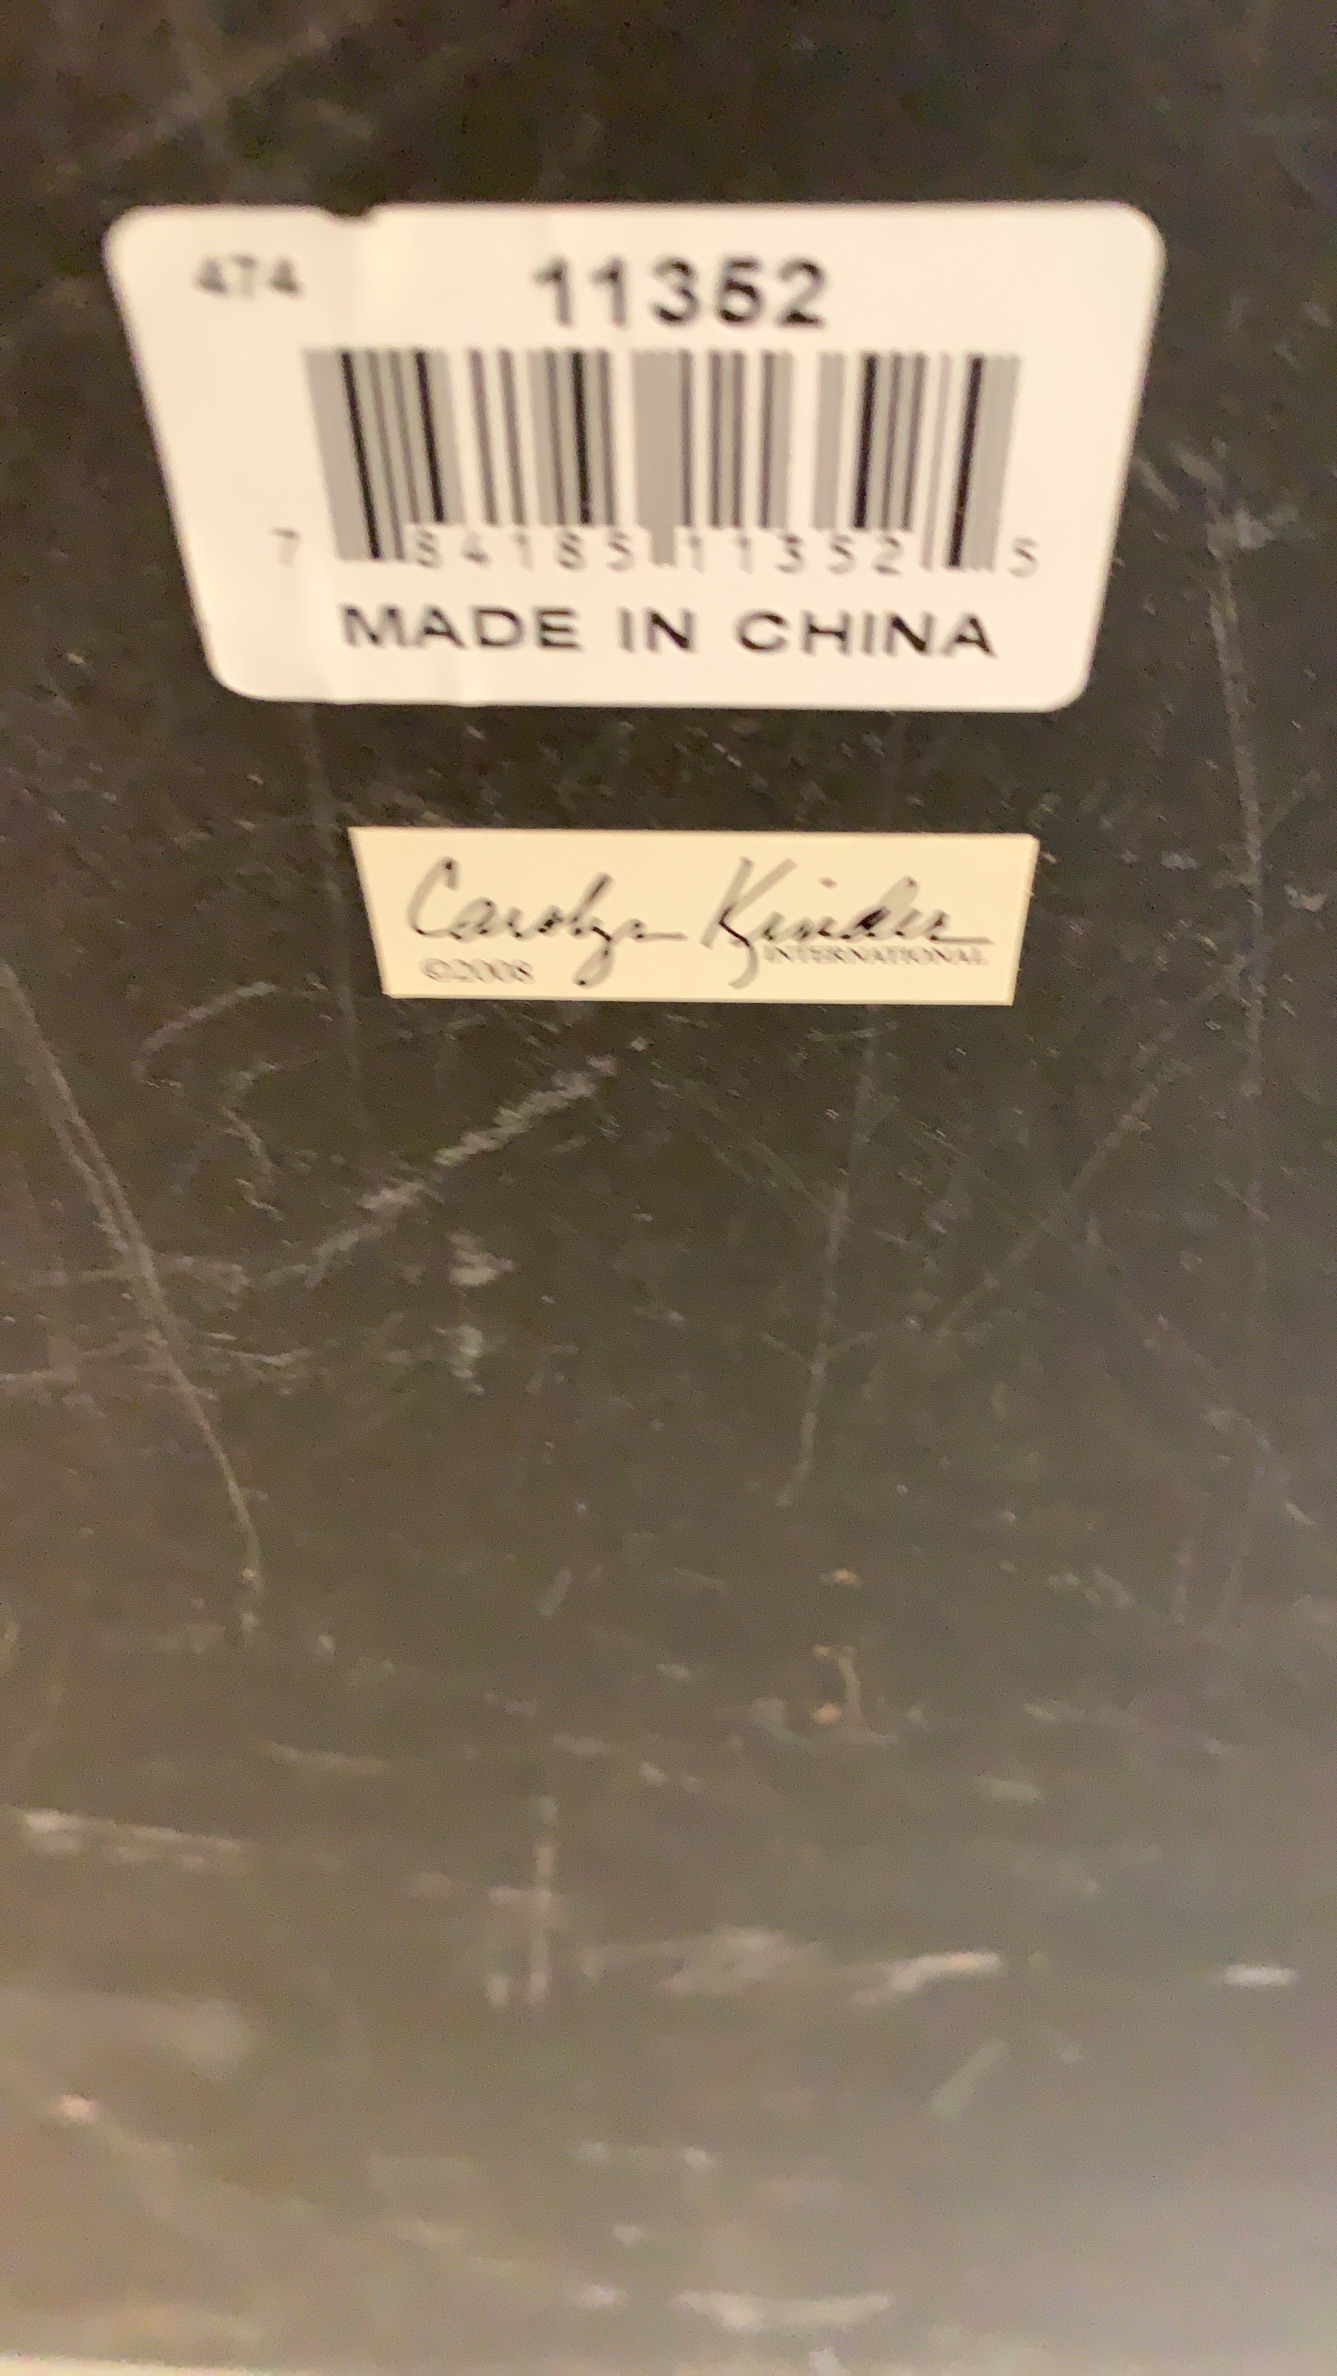 474 11352
7 84185 11352 5
MADE IN CHINA
Carolyn Kinder
INTERNATIONAL
©2008